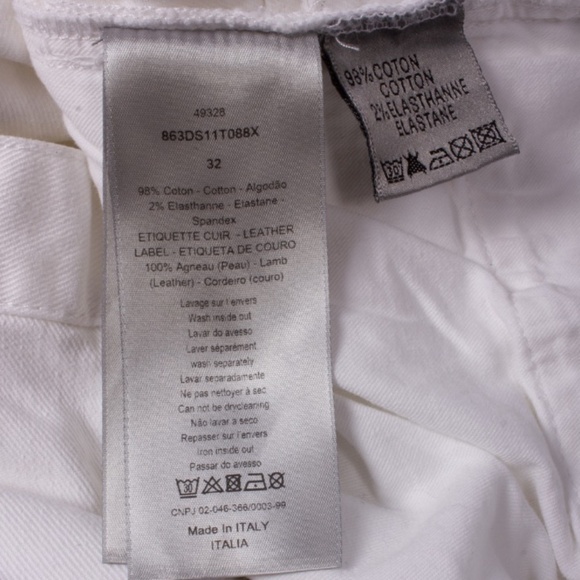 49328
863DS11T088X
32
98% Coton - Cotton - Algodão
2% Elasthanne - Elastane -
Spandex
ETIQUETTE CUIR - LEATHER
LABEL - ETIQUETA DE COURO
100% Agneau (Peau) - Lamb
(Leather) - Cordeiro (couro)
Lavage sur l'envers
Wash inside out
Lavar do avesso
Laver séparément
wash separately
Lavar separadamente
Ne pas nettoyer à sec
Can not be drycleaning
Não lavar a seco
Repasser sur l'envers
Iron inside out
Passar do avesso
30
CNPJ 02-046-366/0003-99
Made in ITALY
ITALIA
98% COTON
COTTON
2% ELASTHANNE
ELASTANE
30